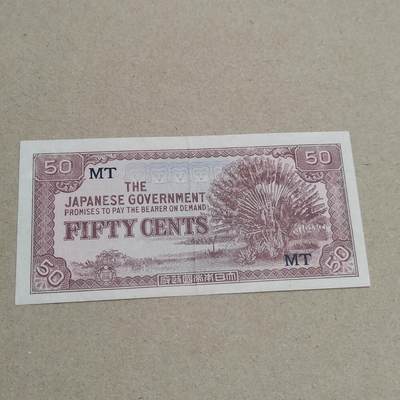 50 50
MT
THE
JAPANESE GOVERNMENT
PROMISES TO PAY THE BEARER ON DEMAND
FIFTY CENTS
MT
50 50